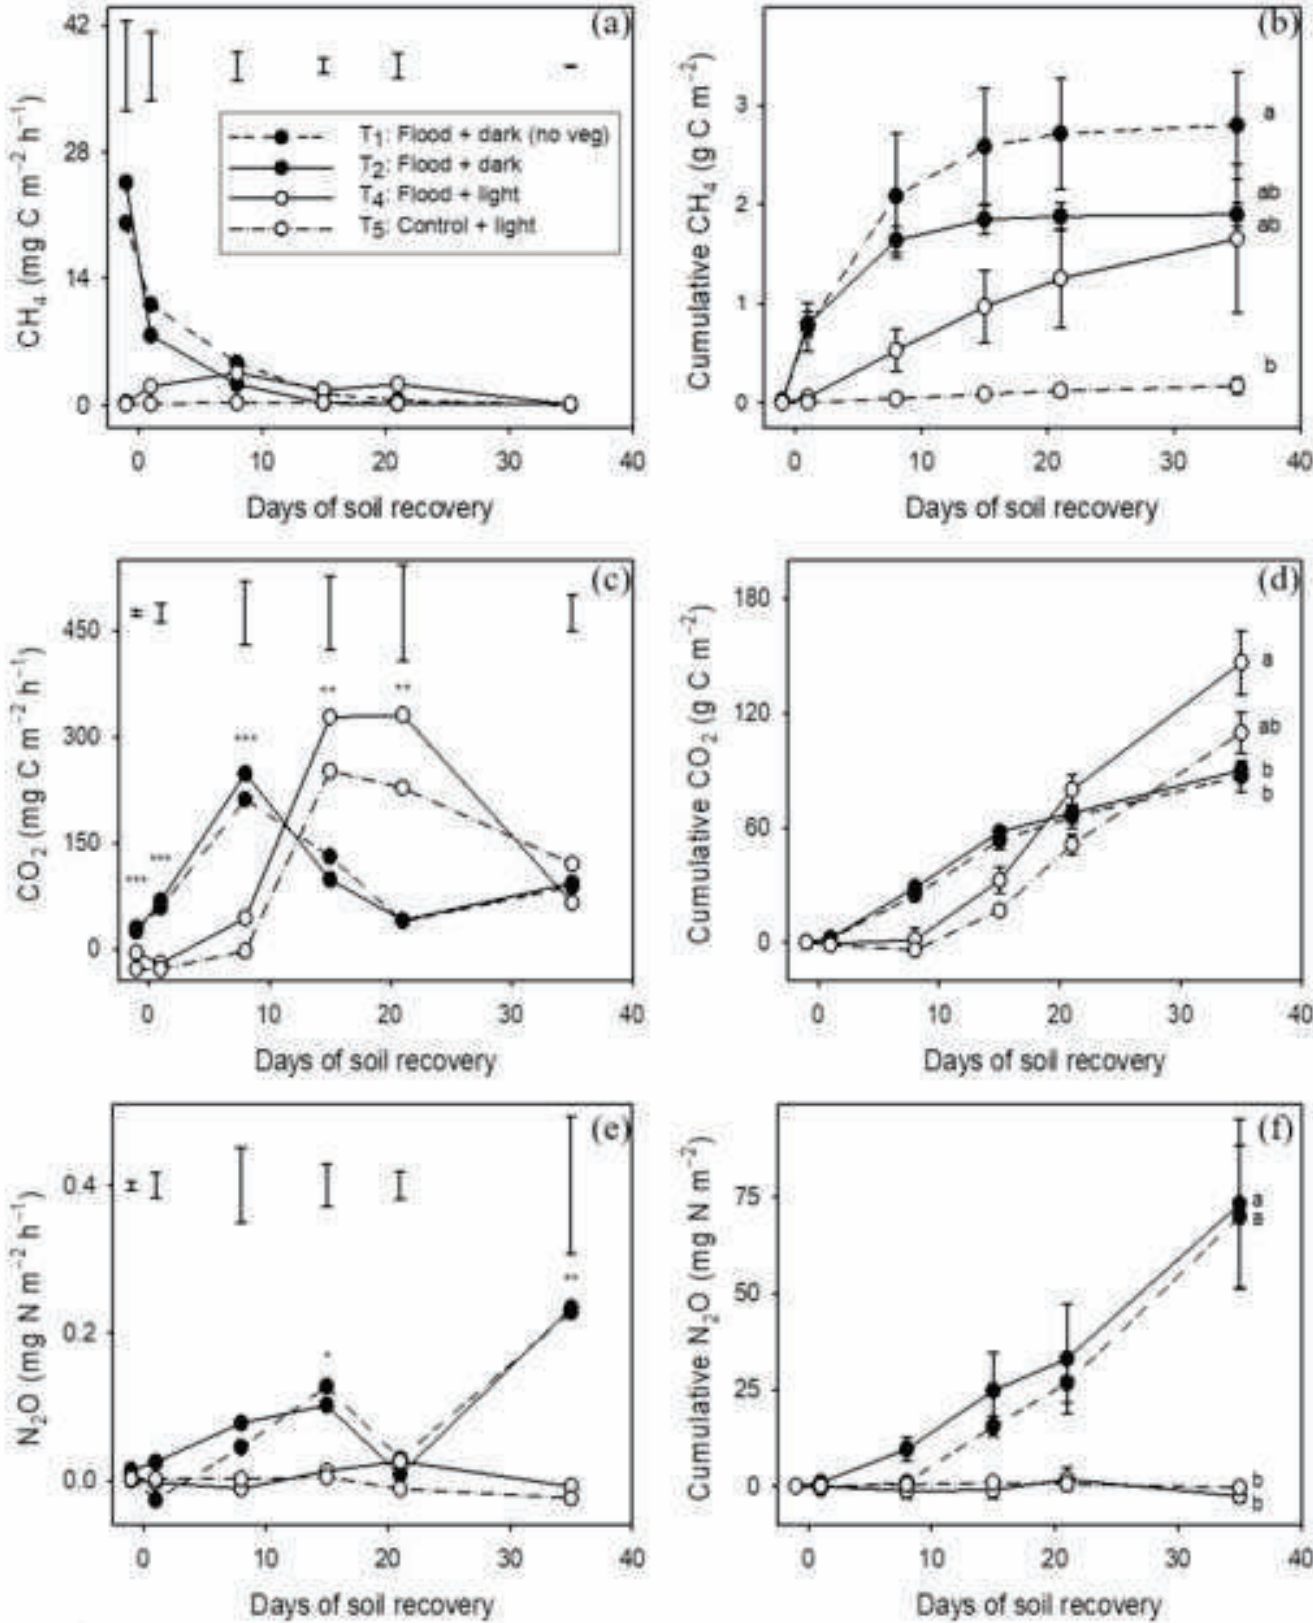 (a)
42
28
14
0
CH₄ (mg C m⁻² h⁻¹)
T₁: Flood + dark (no veg)
T₂: Flood + dark
T₄: Flood + light
T₅: Control + light
0 10 20 30 40
Days of soil recovery
(b)
3
2
1
0
Cumulative CH₄ (g C m⁻²)
a
ab
ab
b
0 10 20 30 40
Days of soil recovery
(c)
450
300
150
0
CO₂ (mg C m⁻² h⁻¹)
*** *** *** ** **
0 10 20 30 40
Days of soil recovery
(d)
180
120
60
0
Cumulative CO₂ (g C m⁻²)
a
ab
b
b
0 10 20 30 40
Days of soil recovery
(e)
0.4
0.2
0.0
N₂O (mg N m⁻² h⁻¹)
* **
0 10 20 30 40
Days of soil recovery
(f)
75
50
25
0
Cumulative N₂O (mg N m⁻²)
a
a
b
b
0 10 20 30 40
Days of soil recovery